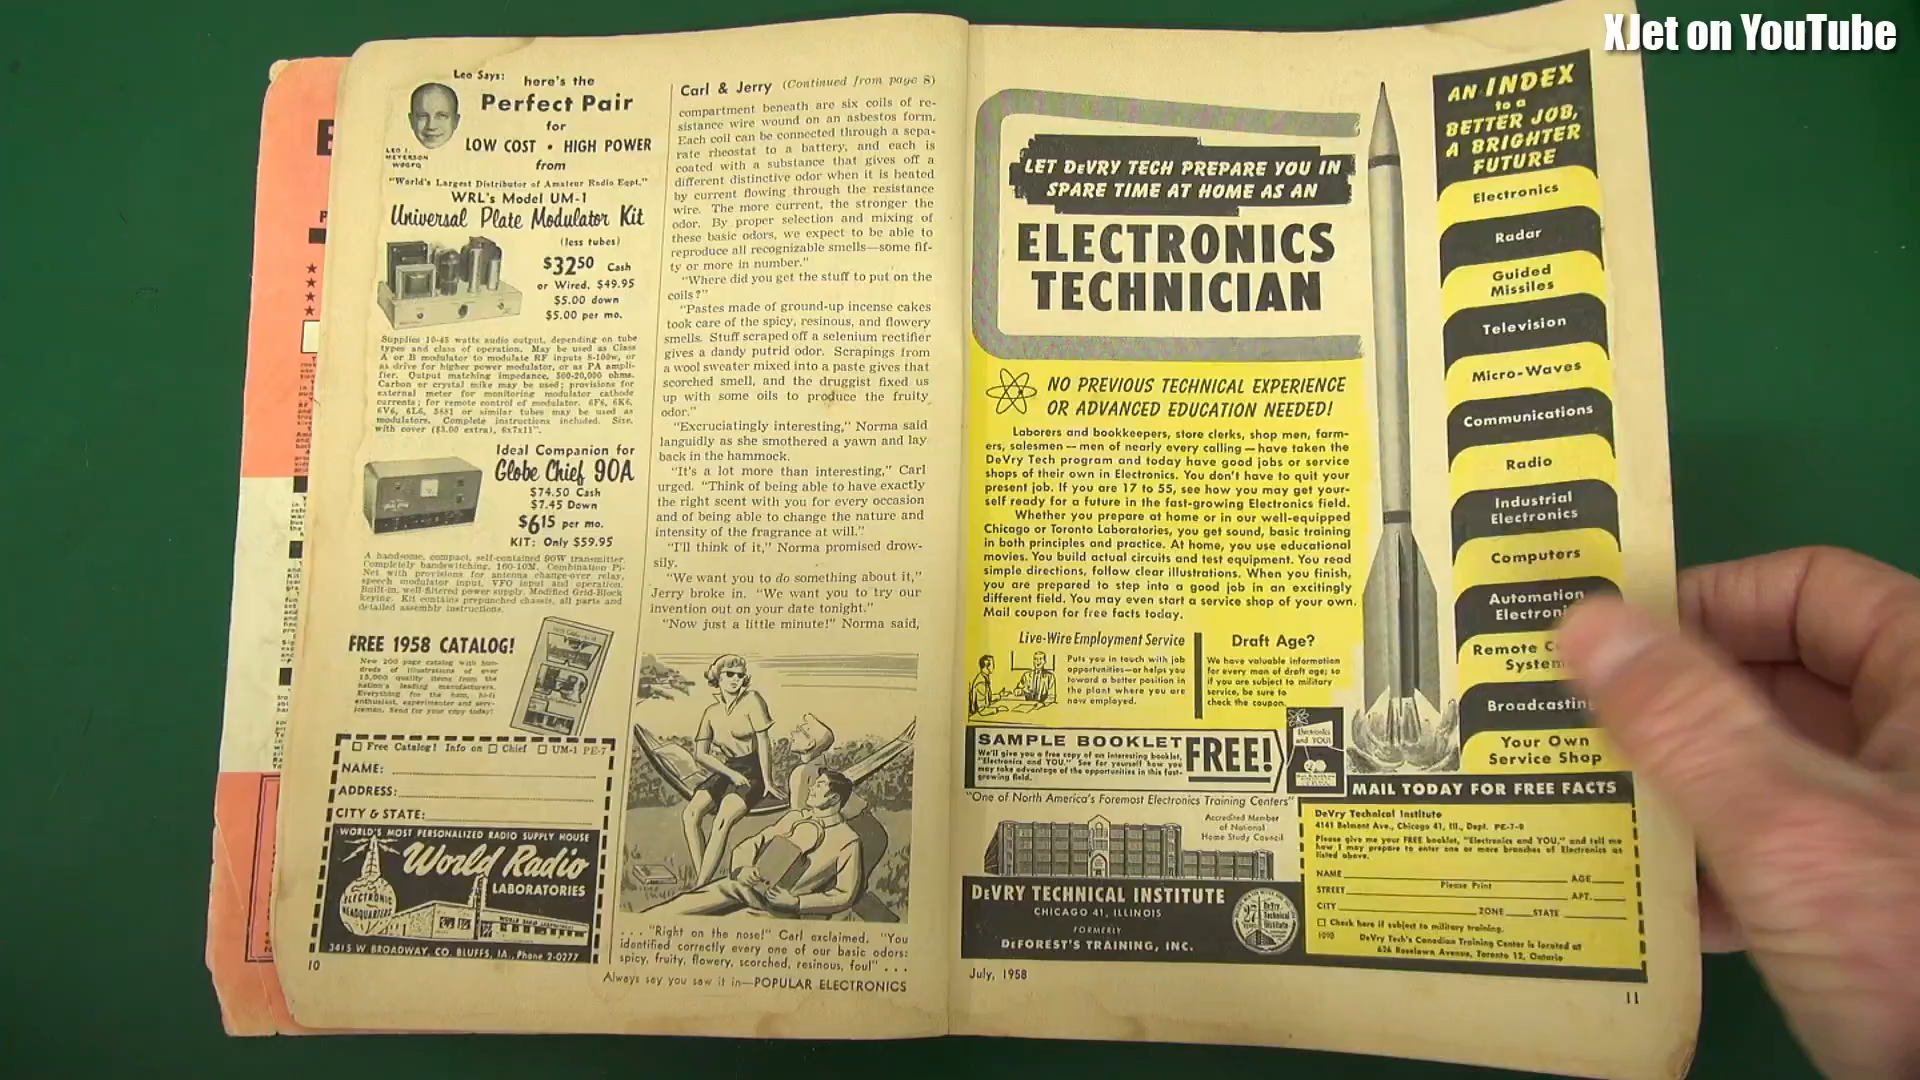 XJet on YouTube
Leo Says:
here's the
Perfect Pair
for
LOW COST • HIGH POWER
from
LEO I.
MEYERSON
WØGFQ
"World's Largest Distributor of Amateur Radio Eqpt."
WRL's Model UM-1
Universal Plate Modulator Kit
(less tubes)
$32.50 Cash
or Wired, $49.95
$5.00 down
$5.00 per mo.
Supplies 10-45 watts audio output, depending on tube
types and class of operation. May be used as Class
A or B modulator to modulate RF inputs 8-100w, or
as drive for higher power modulator, or as PA ampli-
fier. Output matching impedance, 500-20,000 ohms.
Carbon or crystal mike may be used; provisions for
external meter for monitoring modulator cathode
currents; for remote control of modulator. 6F6, 6K6,
6V6, 6L6, 5881 or similar tubes may be used as
modulators. Complete instructions included. Size,
with cover ($3.00 extra), 6x7x11".
Ideal Companion for
Globe Chief 90A
$74.50 Cash
$7.45 Down
$6.15 per mo.
KIT: Only $59.95
A handsome, compact, self-contained 90W transmitter.
Completely bandswitching, 160-10M. Combination Pi-
Net with provisions for antenna change-over relay,
speech modulator input, VFO input and operation.
Built-in, well-filtered power supply. Modified Grid-Block
keying. Kit contains prepunched chassis, all parts and
detailed assembly instructions.
FREE 1958 CATALOG!
New 200 page catalog with hun-
dreds of illustrations of over
15,000 quality items from the
nation's leading manufacturers.
Everything for the ham, hi-fi
enthusiast, experimenter and serv-
iceman. Send for your copy today!
Free Catalog! Info on Chief UM-1 PE-7
NAME:
ADDRESS:
CITY & STATE:
WORLD'S MOST PERSONALIZED RADIO SUPPLY HOUSE
World Radio
LABORATORIES
ELECTRONIC
HEADQUARTERS
3415 W BROADWAY, CO. BLUFFS, IA., Phone 2-0277
10
Carl & Jerry (Continued from page 8)
compartment beneath are six coils of re-
sistance wire wound on an asbestos form.
Each coil can be connected through a sepa-
rate rheostat to a battery, and each is
coated with a substance that gives off a
different distinctive odor when it is heated
by current flowing through the resistance
wire. The more current, the stronger the
odor. By proper selection and mixing of
these basic odors, we expect to be able to
reproduce all recognizable smells—some fif-
ty or more in number."
"Where did you get the stuff to put on the
coils?"
"Pastes made of ground-up incense cakes
took care of the spicy, resinous, and flowery
smells. Stuff scraped off a selenium rectifier
gives a dandy putrid odor. Scrapings from
a wool sweater mixed into a paste gives that
scorched smell, and the druggist fixed us
up with some oils to produce the fruity
odor."
"Excruciatingly interesting," Norma said
languidly as she smothered a yawn and lay
back in the hammock.
"It's a lot more than interesting," Carl
urged. "Think of being able to have exactly
the right scent with you for every occasion
and of being able to change the nature and
intensity of the fragrance at will."
"I'll think of it," Norma promised drow-
sily.
"We want you to do something about it,"
Jerry broke in. "We want you to try our
invention out on your date tonight."
"Now just a little minute!" Norma said,
. . . "Right on the nose!" Carl exclaimed. "You
identified correctly every one of our basic odors:
spicy, fruity, flowery, scorched, resinous, foul" . . .
Always say you saw it in—POPULAR ELECTRONICS
LET DeVRY TECH PREPARE YOU IN
SPARE TIME AT HOME AS AN
ELECTRONICS
TECHNICIAN
NO PREVIOUS TECHNICAL EXPERIENCE
OR ADVANCED EDUCATION NEEDED!
Laborers and bookkeepers, store clerks, shop men, farm-
ers, salesmen — men of nearly every calling — have taken the
DeVry Tech program and today have good jobs or service
shops of their own in Electronics. You don't have to quit your
present job. If you are 17 to 55, see how you may get your-
self ready for a future in the fast-growing Electronics field.
Whether you prepare at home or in our well-equipped
Chicago or Toronto Laboratories, you get sound, basic training
in both principles and practice. At home, you use educational
movies. You build actual circuits and test equipment. You read
simple directions, follow clear illustrations. When you finish,
you are prepared to step into a good job in an excitingly
different field. You may even start a service shop of your own.
Mail coupon for free facts today.
Live-Wire Employment Service
Puts you in touch with job
opportunities—or helps you
toward a better position in
the plant where you are
now employed.
Draft Age?
We have valuable information
for every man of draft age; so
if you are subject to military
service, be sure to
check the coupon.
SAMPLE BOOKLET FREE!
We'll give you a free copy of an interesting booklet,
"Electronics and YOU." See for yourself how you
may take advantage of the opportunities in this fast-
growing field.
Electronics
and YOU!
"One of North America's Foremost Electronics Training Centers"
Accredited Member
of National
Home Study Council
DeVRY TECHNICAL INSTITUTE
CHICAGO 41, ILLINOIS
FORMERLY
DeFOREST'S TRAINING, INC.
27
DeVry
Technical
Institute
July, 1958
AN INDEX
to a
BETTER JOB,
A BRIGHTER
FUTURE
Electronics
Radar
Guided
Missiles
Television
Micro-Waves
Communications
Radio
Industrial
Electronics
Computers
Automation
Electroni
Remote C
System
Broadcasting
Your Own
Service Shop
MAIL TODAY FOR FREE FACTS
DeVry Technical Institute
4141 Belmont Ave., Chicago 41, Ill., Dept. PE-7-8
Please give me your FREE booklet, "Electronics and YOU," and tell me
how I may prepare to enter one or more branches of Electronics as
listed above.
NAME AGE
Please Print
STREET APT.
CITY ZONE STATE
Check here if subject to military training.
1093 DeVry Tech's Canadian Training Center is located at
626 Roselawn Avenue, Toronto 12, Ontario
11